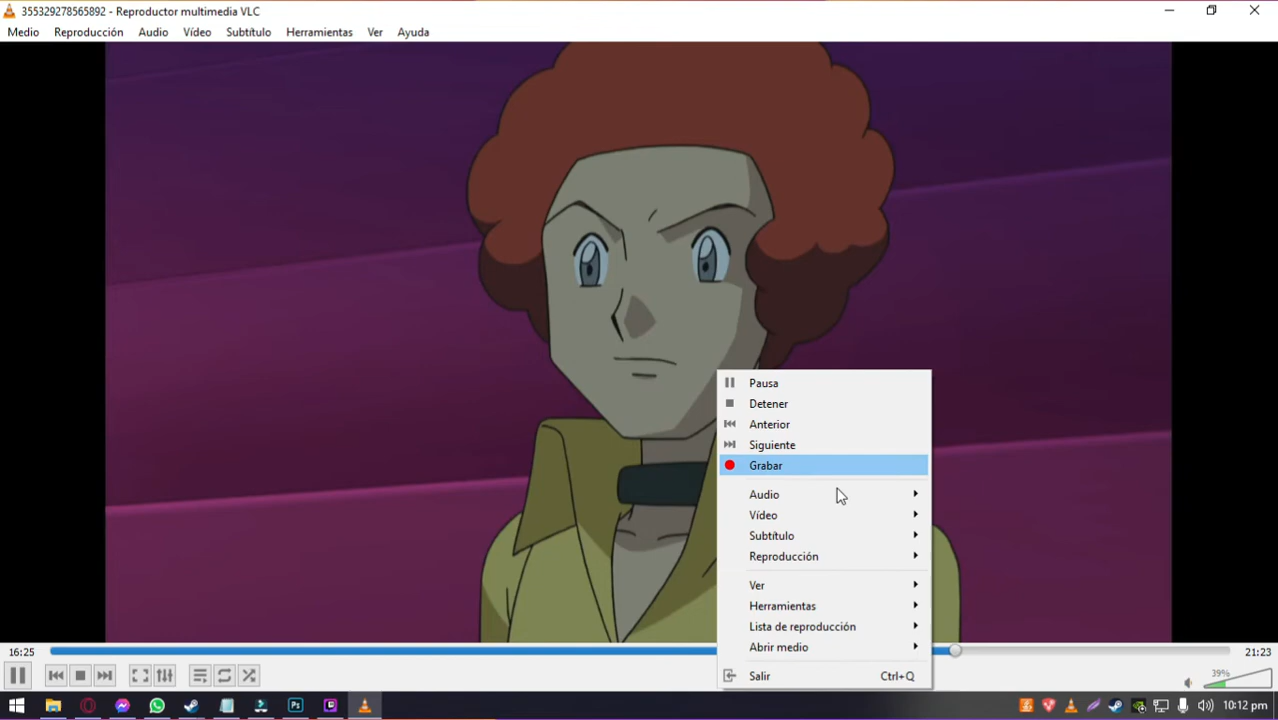 355329278565892 - Reproductor multimedia VLC
Medio Reproducción Audio Vídeo Subtítulo Herramientas Ver Ayuda
Pausa
Detener
Anterior
Siguiente
Grabar
Audio
Vídeo
Subtítulo
Reproducción
Ver
Herramientas
Lista de reproducción
Abrir medio
Salir Ctrl+Q
16:25 21:23
39%
Ps 10:12 pm